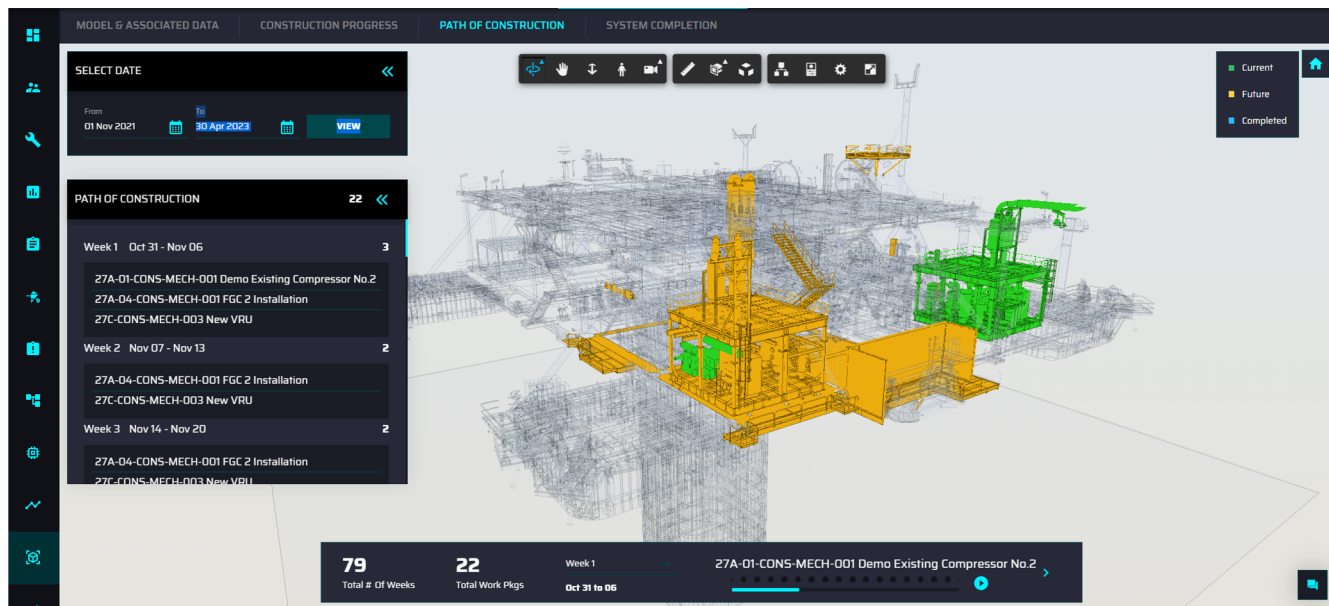 MODEL & ASSOCIATED DATA CONSTRUCTION PROGRESS PATH OF CONSTRUCTION SYSTEM COMPLETION
SELECT DATE
From To
01 Nov 2021 30 Apr 2023 VIEW
PATH OF CONSTRUCTION 22
Week 1 Oct 31 - Nov 06 3
27A-01-CONS-MECH-001 Demo Existing Compressor No.2
27A-04-CONS-MECH-001 FGC 2 Installation
27C-CONS-MECH-003 New VRU
Week 2 Nov 07 - Nov 13 2
27A-04-CONS-MECH-001 FGC 2 Installation
27C-CONS-MECH-003 New VRU
Week 3 Nov 14 - Nov 20 2
27A-04-CONS-MECH-001 FGC 2 Installation
27C-CONS-MECH-003 New VRU
Current
Future
Completed
79 22 Week 1 27A-01-CONS-MECH-001 Demo Existing Compressor No.2
Total # Of Weeks Total Work Pkgs Oct 31 to 06